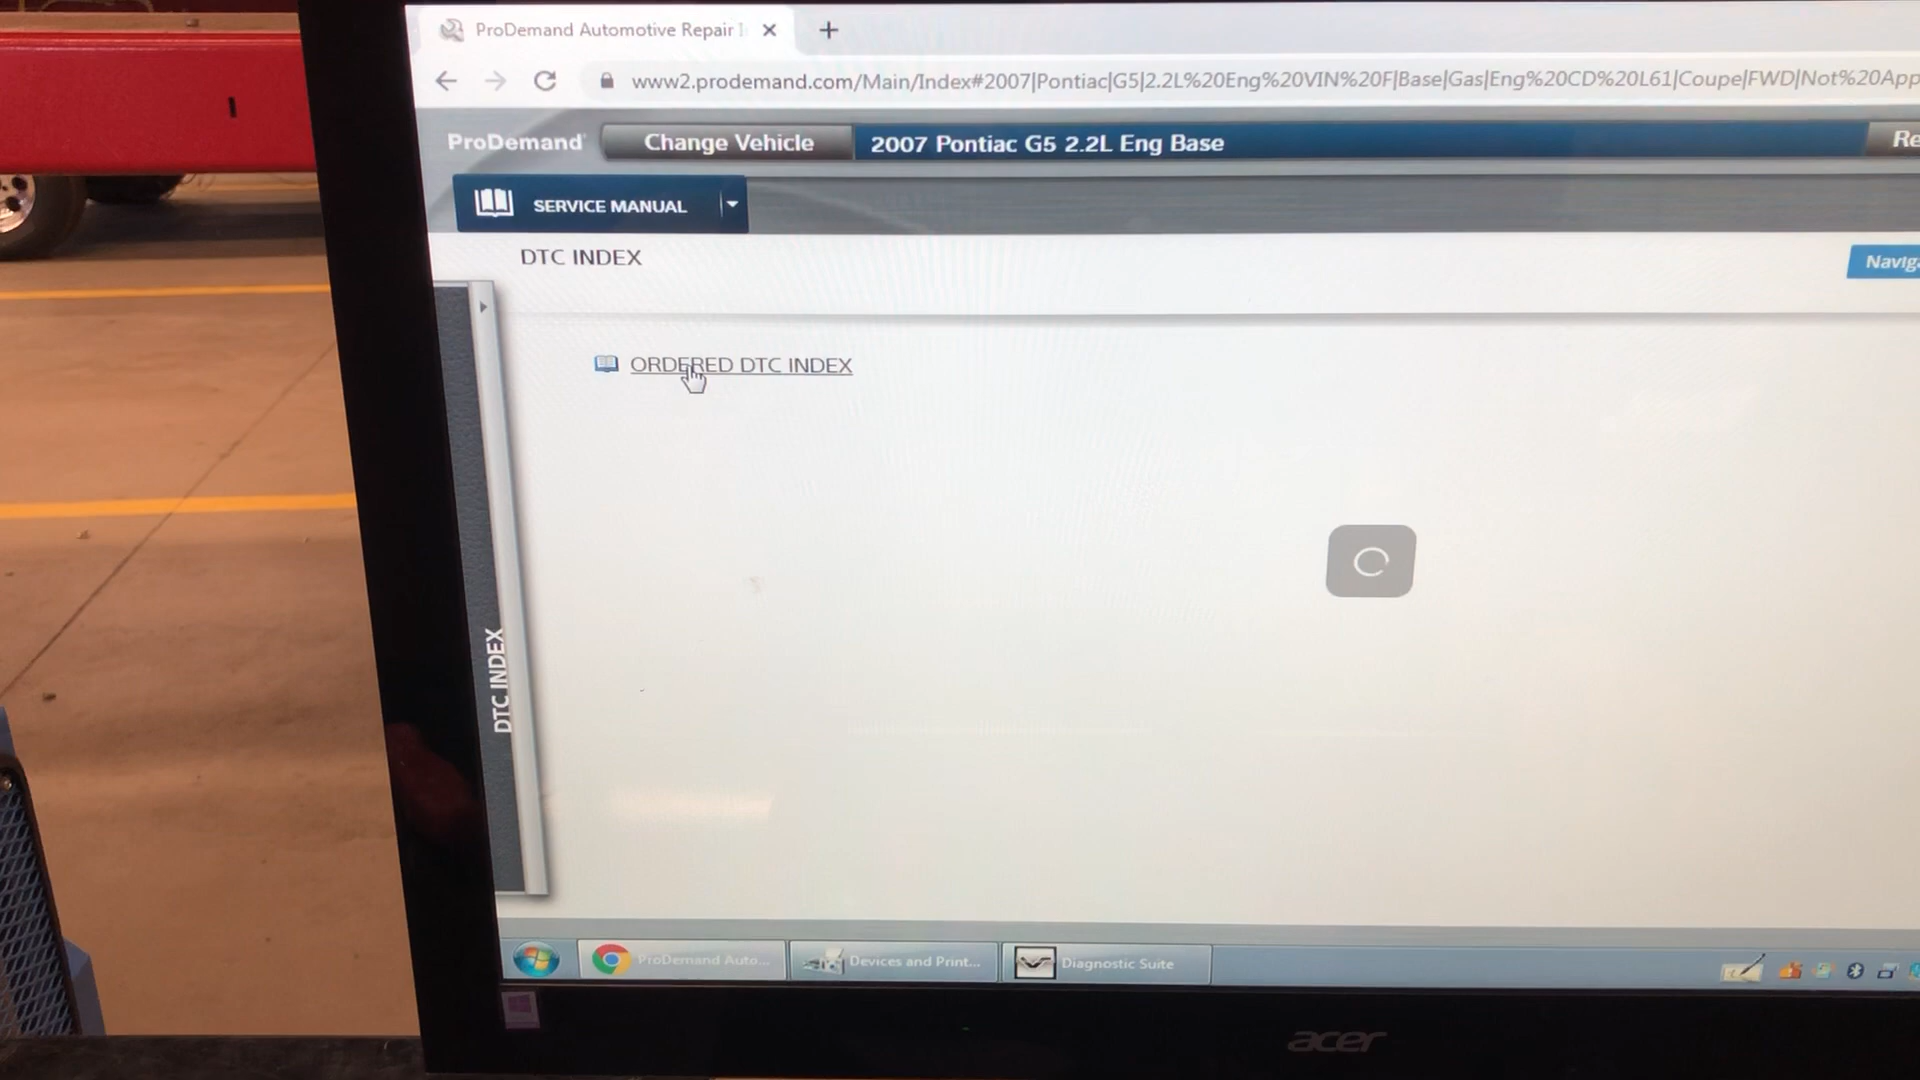 ProDemand Automotive Repair I
www2.prodemand.com/Main/Index#2007|Pontiac|G5|2.2L%20Eng%20VIN%20F|Base|Gas|Eng%20CD%20L61|Coupe|FWD|Not%20App
ProDemand Change Vehicle 2007 Pontiac G5 2.2L Eng Base Re
SERVICE MANUAL
DTC INDEX Naviga
ORDERED DTC INDEX
DTC INDEX
ProDemand Auto... Devices and Print... Diagnostic Suite
acer